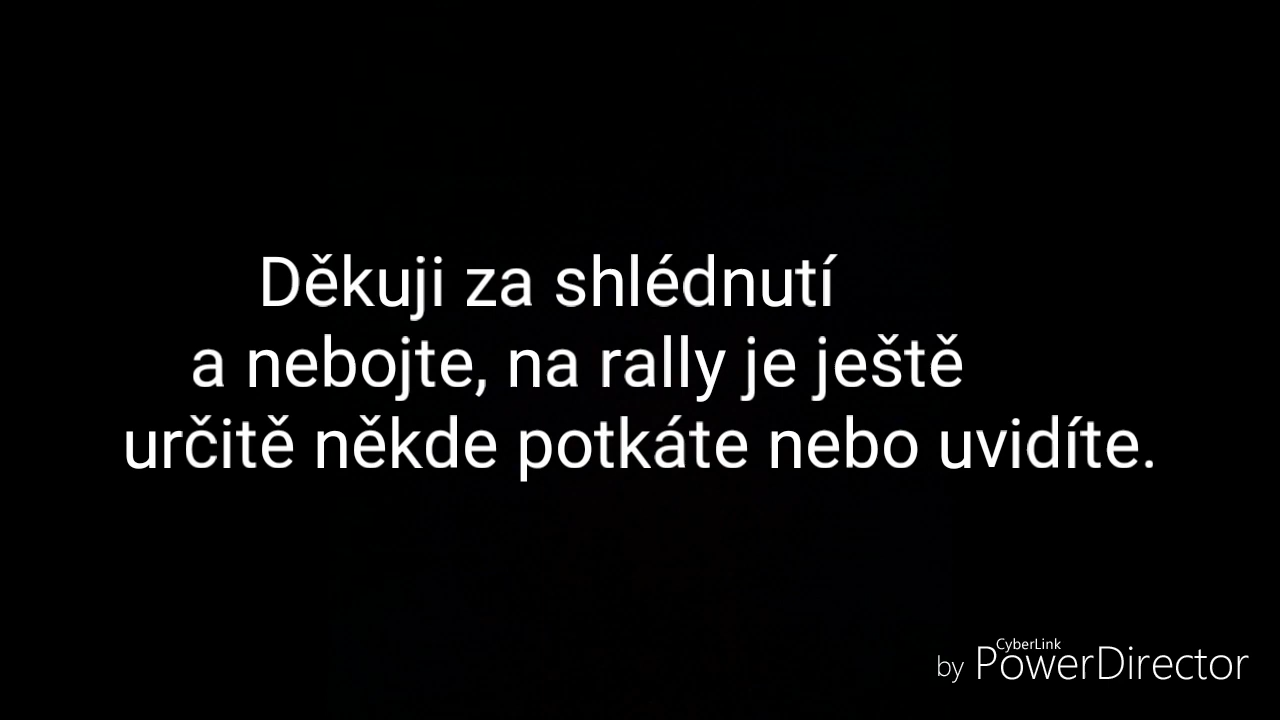 Děkuji za shlédnutí
a nebojte, na rally je ještě
určitě někde potkáte nebo uvidíte.
CyberLink
by PowerDirector